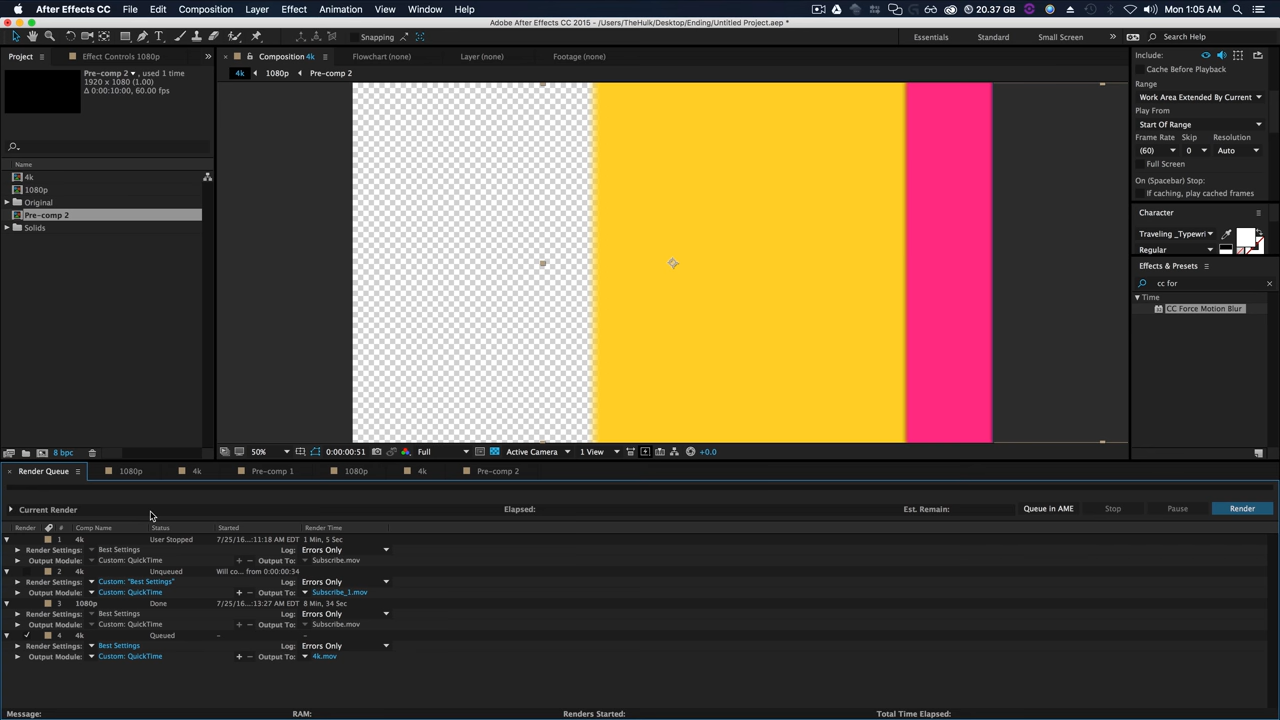 After Effects CC File Edit Composition Layer Effect Animation View Window Help 20.37 GB Mon 1:05 AM
Adobe After Effects CC 2015 - /Users/TheHulk/Desktop/Ending/Untitled Project.aep *
Snapping Essentials Standard Small Screen Search Help
Project Effect Controls 1080p Composition 4k Flowchart (none) Layer (none) Footage (none) Include:
Pre-comp 2, used 1 time 4k 1080p Pre-comp 2 Cache Before Playback
1920 x 1080 (1.00) Range
Δ 0:00:10:00, 60.00 fps Work Area Extended By Current
Play From
Start Of Range
Frame Rate Skip Resolution
(60) 0 Auto
Name Full Screen
4k On (Spacebar) Stop:
1080p If caching, play cached frames
Original
Pre-comp 2 Character
Solids Traveling _Typewri
Regular
Effects & Presets
cc for
Time
CC Force Motion Blur
8 bpc 50% 0:00:00:51 Full Active Camera 1 View +0.0
Render Queue 1080p 4k Pre-comp 1 1080p 4k Pre-comp 2
Current Render Elapsed: Est. Remain: Queue in AME Stop Pause Render
Render # Comp Name Status Started Render Time
1 4k User Stopped 7/25/16...:11:18 AM EDT 1 Min, 5 Sec
Render Settings: Best Settings Log: Errors Only
Output Module: Custom: QuickTime Output To: Subscribe.mov
2 4k Unqueued Will co... from 0:00:00:34
Render Settings: Custom: "Best Settings" Log: Errors Only
Output Module: Custom: QuickTime Output To: Subscribe_1.mov
3 1080p Done 7/25/16...:13:27 AM EDT 8 Min, 34 Sec
Render Settings: Best Settings Log: Errors Only
Output Module: Custom: QuickTime Output To: Subscribe.mov
4 4k Queued – –
Render Settings: Best Settings Log: Errors Only
Output Module: Custom: QuickTime Output To: 4k.mov
Message: RAM: Renders Started: Total Time Elapsed: